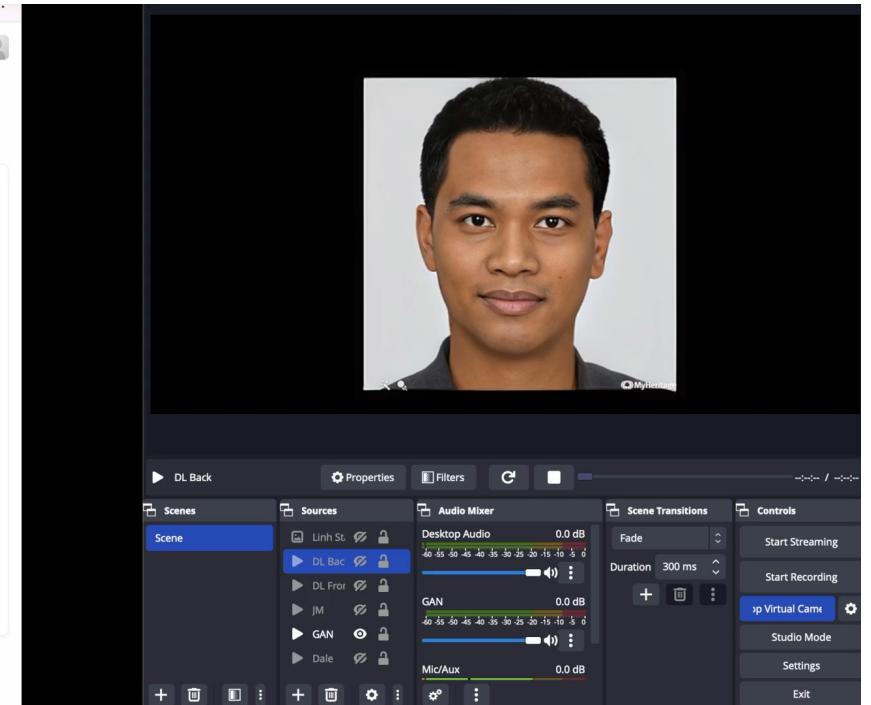 MyHeritage
DL Back
Properties
Filters
--:--:-- / --:--:--
Scenes
Sources
Audio Mixer
Scene Transitions
Controls
Scene
Linh St
DL Bac
DL Fror
JM
GAN
Dale
Desktop Audio 0.0 dB
-60 -55 -50 -45 -40 -35 -30 -25 -20 -15 -10 -5 0
GAN 0.0 dB
-60 -55 -50 -45 -40 -35 -30 -25 -20 -15 -10 -5 0
Mic/Aux 0.0 dB
Fade
Duration 300 ms
Start Streaming
Start Recording
op Virtual Came
Studio Mode
Settings
Exit